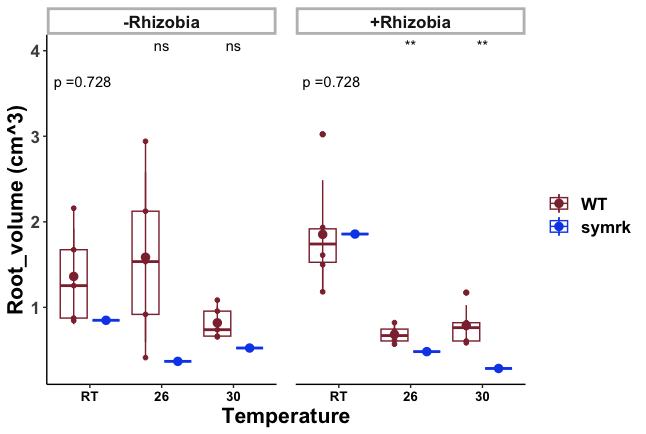 -Rhizobia
+Rhizobia
ns ns
** **
p =0.728
p =0.728
Root_volume (cm^3)
4
3
2
1
RT 26 30
RT 26 30
Temperature
WT
symrk